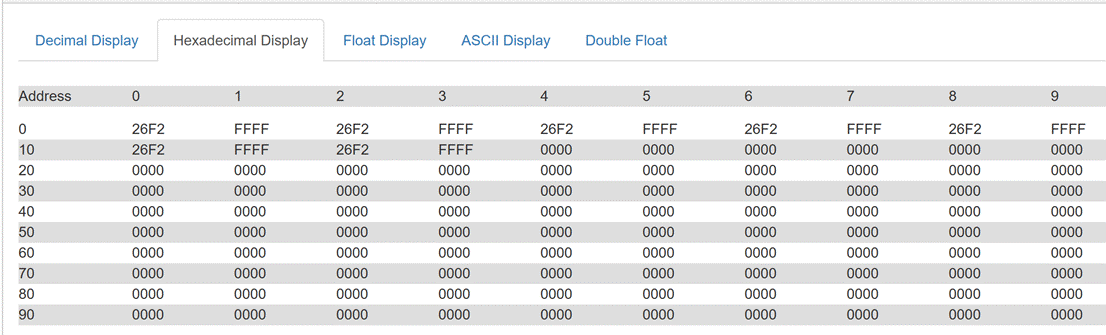 Decimal Display Hexadecimal Display Float Display ASCII Display Double Float
Address 0 1 2 3 4 5 6 7 8 9
0 26F2 FFFF 26F2 FFFF 26F2 FFFF 26F2 FFFF 26F2 FFFF
10 26F2 FFFF 26F2 FFFF 0000 0000 0000 0000 0000 0000
20 0000 0000 0000 0000 0000 0000 0000 0000 0000 0000
30 0000 0000 0000 0000 0000 0000 0000 0000 0000 0000
40 0000 0000 0000 0000 0000 0000 0000 0000 0000 0000
50 0000 0000 0000 0000 0000 0000 0000 0000 0000 0000
60 0000 0000 0000 0000 0000 0000 0000 0000 0000 0000
70 0000 0000 0000 0000 0000 0000 0000 0000 0000 0000
80 0000 0000 0000 0000 0000 0000 0000 0000 0000 0000
90 0000 0000 0000 0000 0000 0000 0000 0000 0000 0000